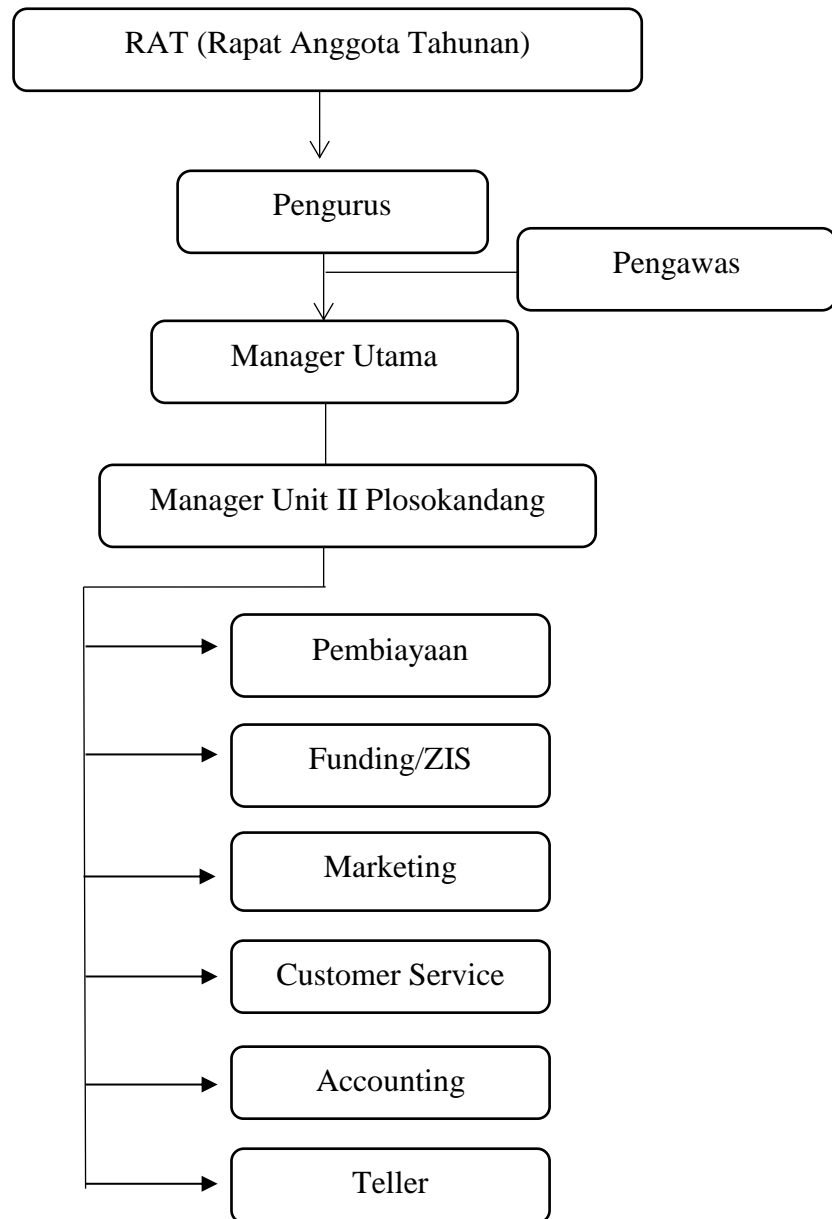 RAT (Rapat Anggota Tahunan)
Pengurus
Pengawas
Manager Utama
Manager Unit II Plosokandang
Pembiayaan
Funding/ZIS
Marketing
Customer Service
Accounting
Teller